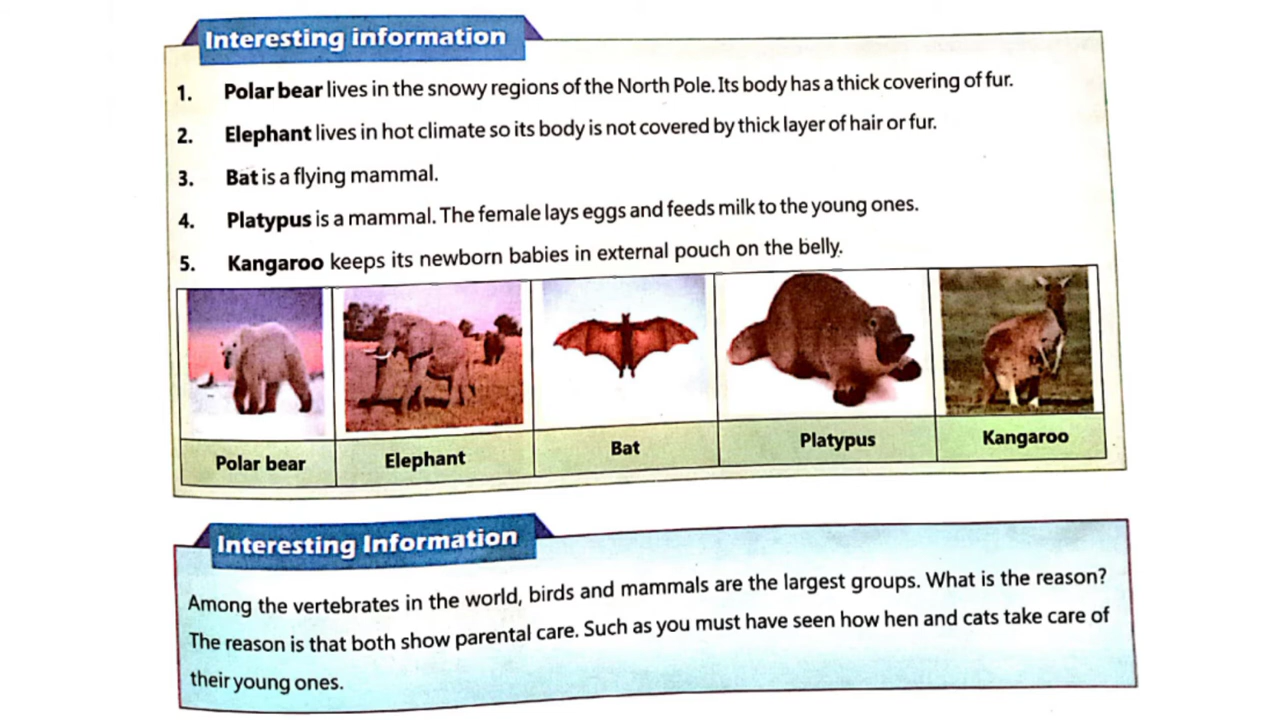 Interesting information
1. Polar bear lives in the snowy regions of the North Pole. Its body has a thick covering of fur.
2. Elephant lives in hot climate so its body is not covered by thick layer of hair or fur.
3. Bat is a flying mammal.
4. Platypus is a mammal. The female lays eggs and feeds milk to the young ones.
5. Kangaroo keeps its newborn babies in external pouch on the belly.
Polar bear Elephant Bat Platypus Kangaroo
Interesting Information
Among the vertebrates in the world, birds and mammals are the largest groups. What is the reason?
The reason is that both show parental care. Such as you must have seen how hen and cats take care of
their young ones.